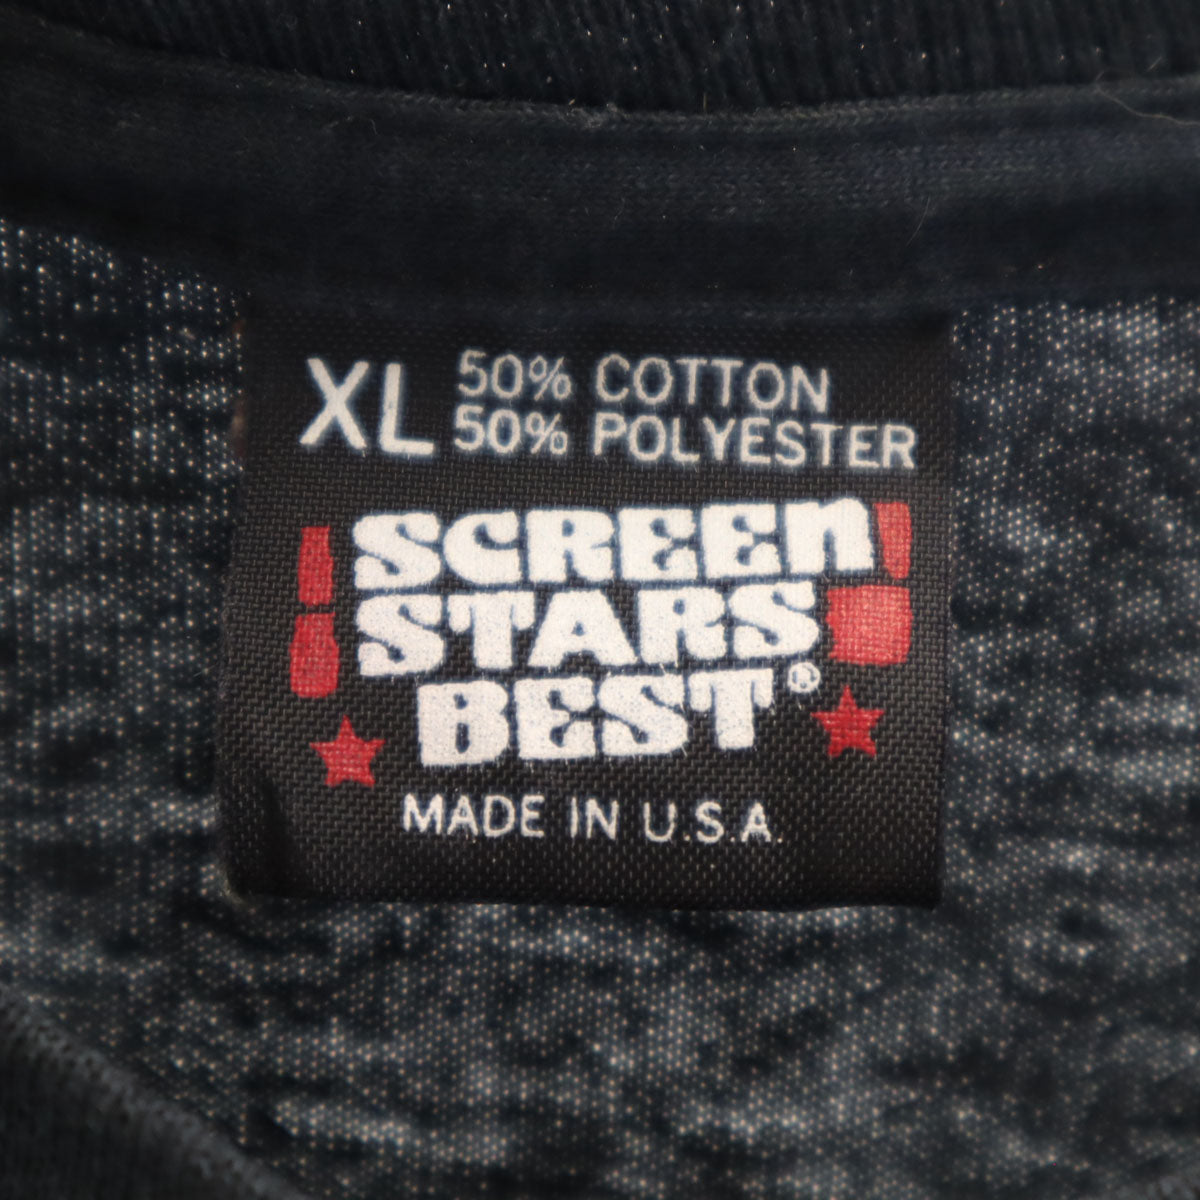 XL 50% COTTON
50% POLYESTER
SCREEN
STARS
BEST®
MADE IN U.S.A.